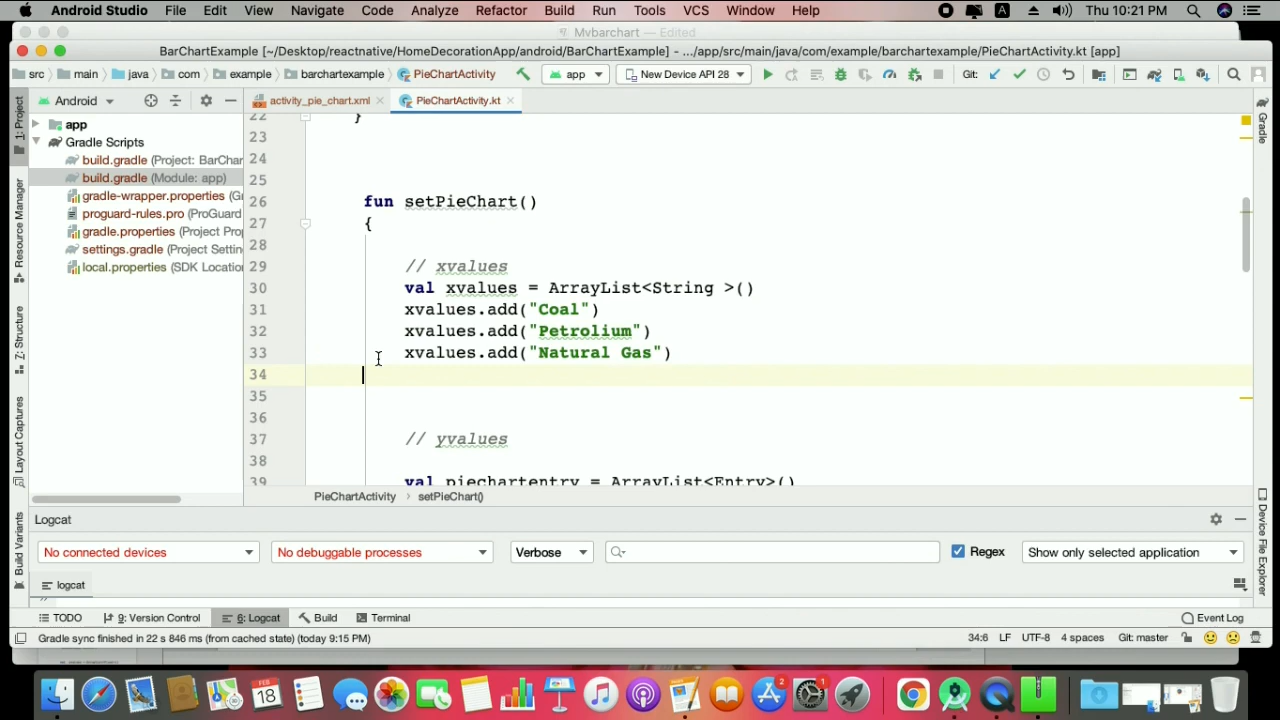 Android Studio File Edit View Navigate Code Analyze Refactor Build Run Tools VCS Window Help A Thu 10:21 PM
Mvbarchart — Edited
BarChartExample [~/Desktop/reactnative/HomeDecorationApp/android/BarChartExample] - .../app/src/main/java/com/example/barchartexample/PieChartActivity.kt [app]
src main java com example barchartexample PieChartActivity app New Device API 28 Git:
Android activity_pie_chart.xml PieChartActivity.kt
1: Project
Resource Manager
Z: Structure
Layout Captures
Build Variants
Gradle
Device File Explorer
app
Gradle Scripts
build.gradle (Project: BarChar
build.gradle (Module: app)
gradle-wrapper.properties (G
proguard-rules.pro (ProGuard
gradle.properties (Project Pro
settings.gradle (Project Settin
local.properties (SDK Locatio
22 }
23
24
25
26 fun setPieChart()
27 {
28
29 // xvalues
30 val xvalues = ArrayList<String >()
31 xvalues.add("Coal")
32 xvalues.add("Petrolium")
33 xvalues.add("Natural Gas")
34
35
36
37 // yvalues
38
39 val piechartentry = ArrayList<Entry>()
PieChartActivity › setPieChart()
Logcat
No connected devices No debuggable processes Verbose Regex Show only selected application
logcat
TODO 9: Version Control 6: Logcat Build Terminal Event Log
Gradle sync finished in 22 s 846 ms (from cached state) (today 9:15 PM) 34:6 LF UTF-8 4 spaces Git: master
FEB
18
2
1